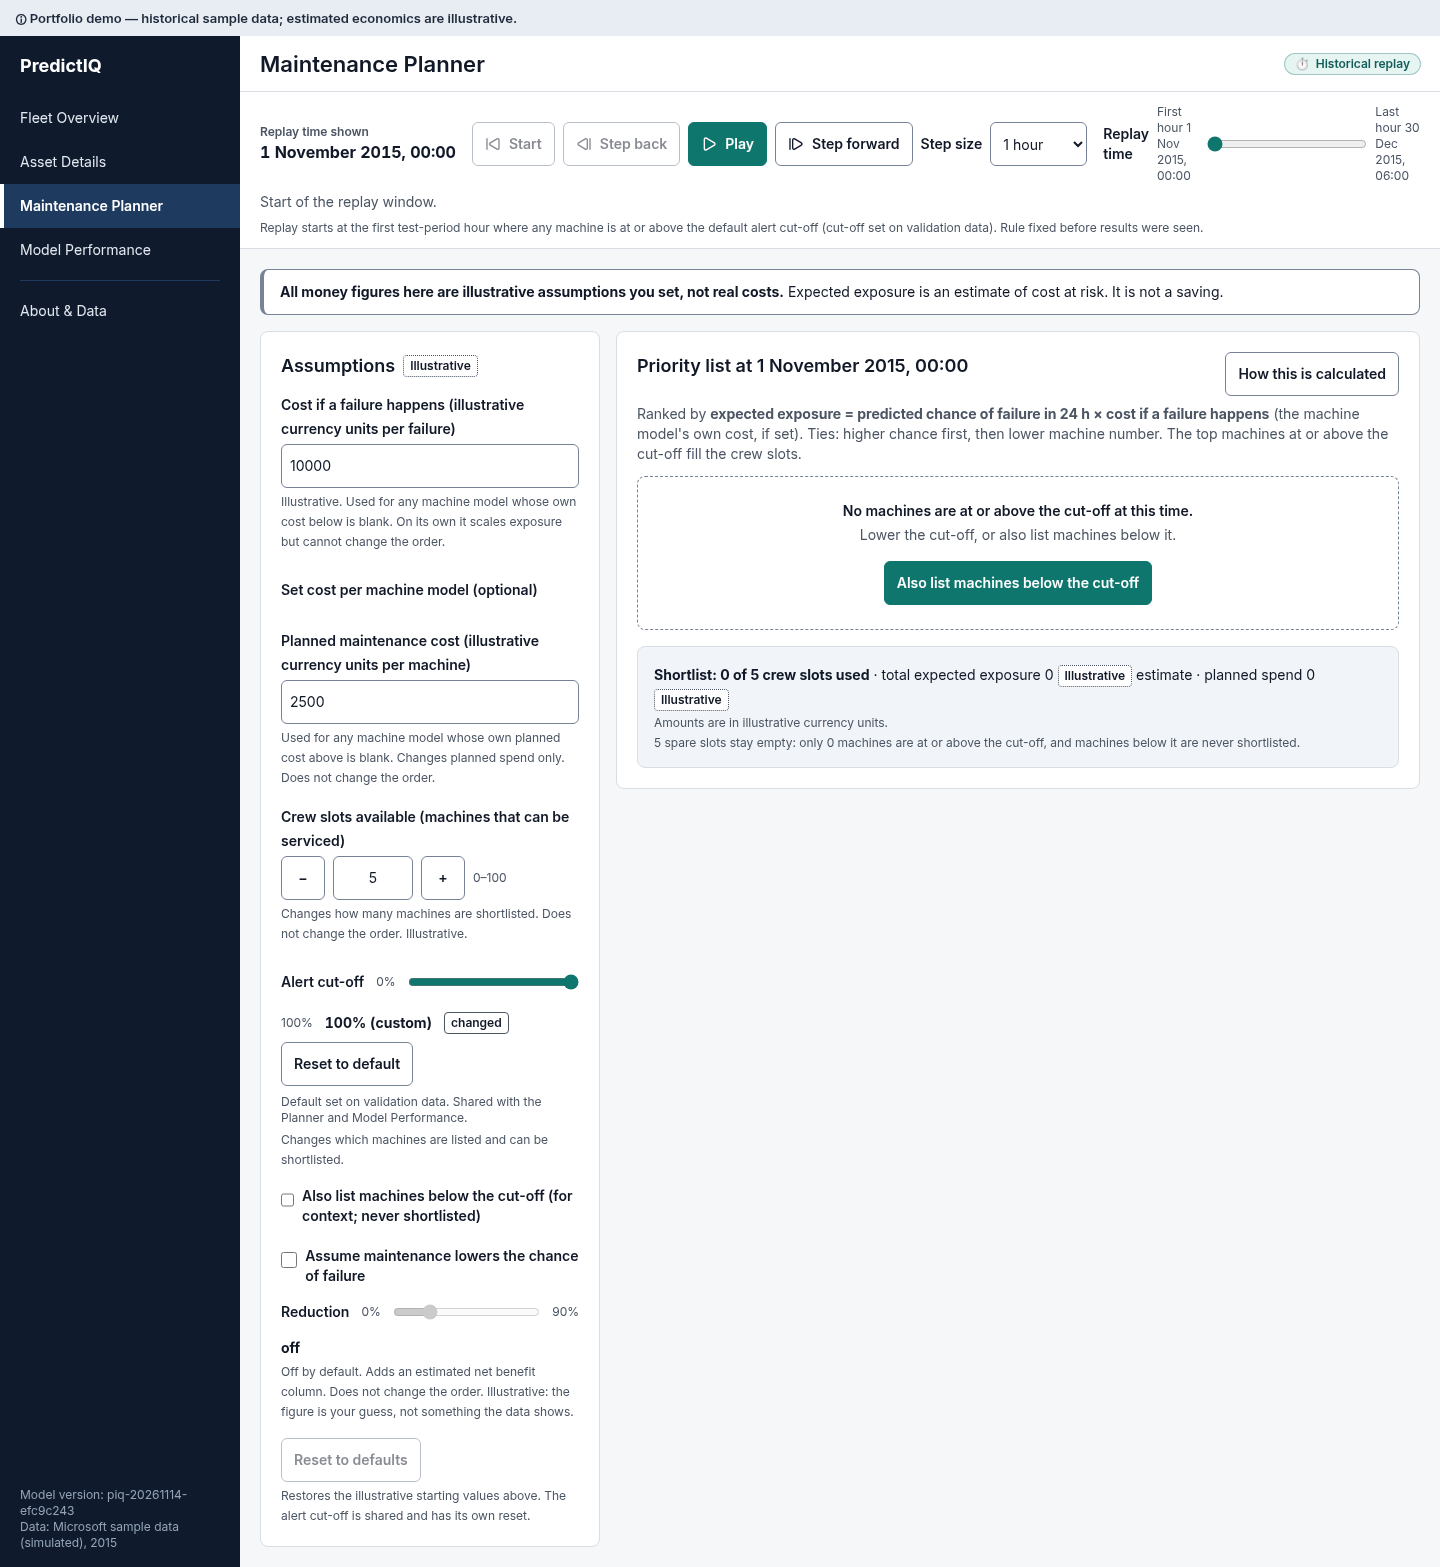 Portfolio demo — historical sample data; estimated economics are illustrative.
PredictIQ
Fleet Overview
Asset Details
Maintenance Planner
Model Performance
About & Data
Model version: piq-20261114-
efc9c243
Data: Microsoft sample data
(simulated), 2015
Maintenance Planner
Historical replay
Replay time shown
1 November 2015, 00:00
Start
Step back
Play
Step forward
Step size
1 hour
Replay
time
First
hour 1
Nov
2015,
00:00
Last
hour 30
Dec
2015,
06:00
Start of the replay window.
Replay starts at the first test-period hour where any machine is at or above the default alert cut-off (cut-off set on validation data). Rule fixed before results were seen.
All money figures here are illustrative assumptions you set, not real costs. Expected exposure is an estimate of cost at risk. It is not a saving.
Assumptions Illustrative
Cost if a failure happens (illustrative
currency units per failure)
10000
Illustrative. Used for any machine model whose own
cost below is blank. On its own it scales exposure
but cannot change the order.
Set cost per machine model (optional)
Planned maintenance cost (illustrative
currency units per machine)
2500
Used for any machine model whose own planned
cost above is blank. Changes planned spend only.
Does not change the order.
Crew slots available (machines that can be
serviced)
− 5 + 0–100
Changes how many machines are shortlisted. Does
not change the order. Illustrative.
Alert cut-off 0%
100% 100% (custom) changed
Reset to default
Default set on validation data. Shared with the
Planner and Model Performance.
Changes which machines are listed and can be
shortlisted.
Also list machines below the cut-off (for
context; never shortlisted)
Assume maintenance lowers the chance
of failure
Reduction 0% 90%
off
Off by default. Adds an estimated net benefit
column. Does not change the order. Illustrative: the
figure is your guess, not something the data shows.
Reset to defaults
Restores the illustrative starting values above. The
alert cut-off is shared and has its own reset.
Priority list at 1 November 2015, 00:00
How this is calculated
Ranked by expected exposure = predicted chance of failure in 24 h × cost if a failure happens (the machine
model's own cost, if set). Ties: higher chance first, then lower machine number. The top machines at or above the
cut-off fill the crew slots.
No machines are at or above the cut-off at this time.
Lower the cut-off, or also list machines below it.
Also list machines below the cut-off
Shortlist: 0 of 5 crew slots used · total expected exposure 0 Illustrative estimate · planned spend 0
Illustrative
Amounts are in illustrative currency units.
5 spare slots stay empty: only 0 machines are at or above the cut-off, and machines below it are never shortlisted.